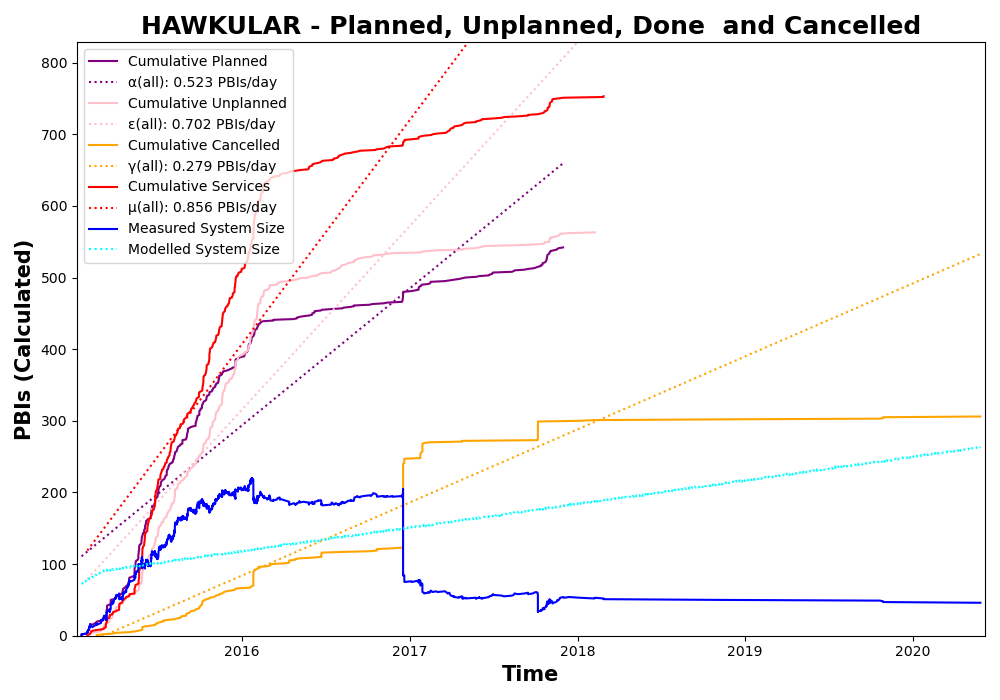 HAWKULAR - Planned, Unplanned, Done  and Cancelled
PBIs (Calculated)
800
700
600
500
400
300
200
100
0
Cumulative Planned
α(all): 0.523 PBIs/day
Cumulative Unplanned
ε(all): 0.702 PBIs/day
Cumulative Cancelled
γ(all): 0.279 PBIs/day
Cumulative Services
μ(all): 0.856 PBIs/day
Measured System Size
Modelled System Size
2016 2017 2018 2019 2020
Time